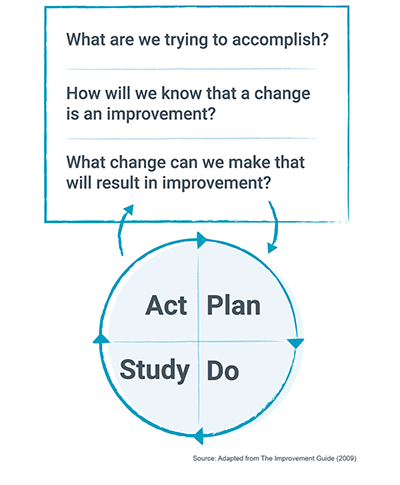 What are we trying to accomplish?
How will we know that a change
is an improvement?
What change can we make that
will result in improvement?
Act
Plan
Study
Do
Source: Adapted from The Improvement Guide (2009)